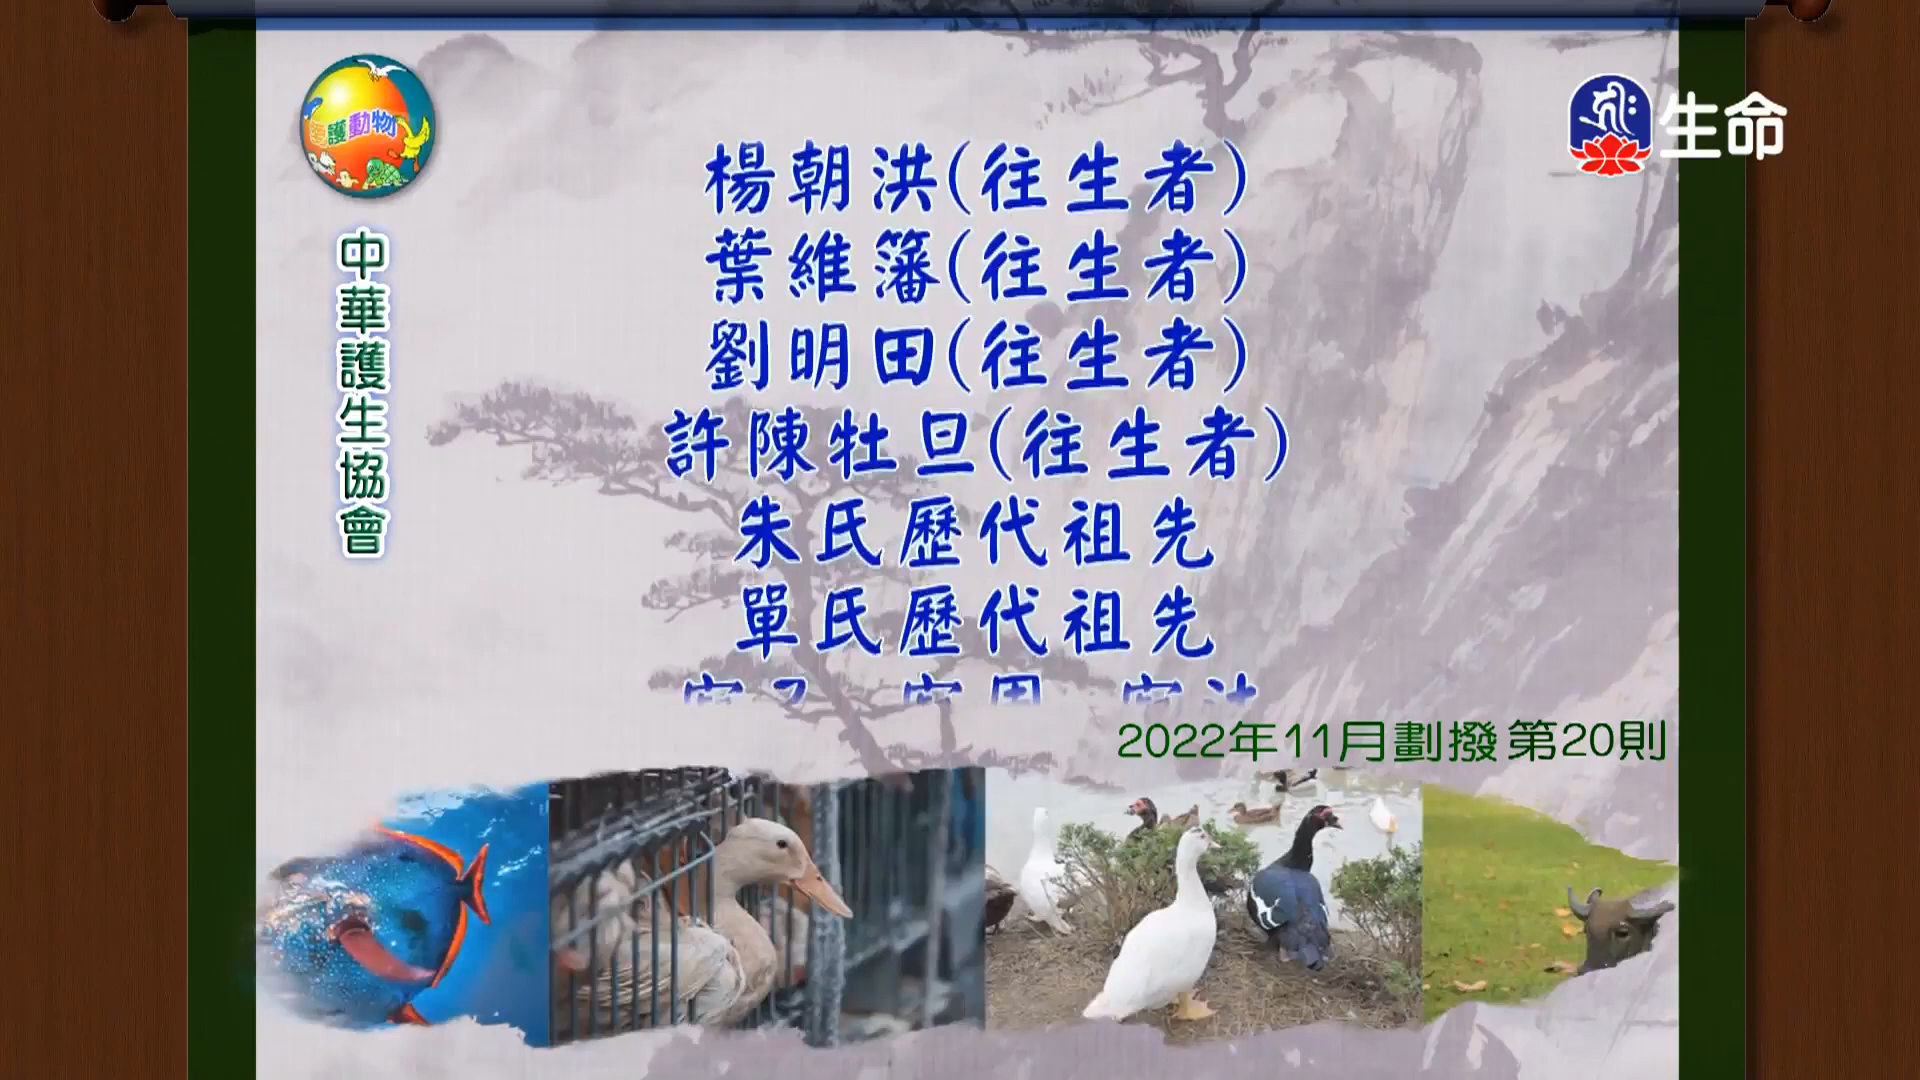 愛護動物
生命
中華護生協會
楊朝洪(往生者)
葉維籓(往生者)
劉明田(往生者)
許陳牡旦(往生者)
朱氏歷代祖先
單氏歷代祖先
2022年11月劃撥第20則